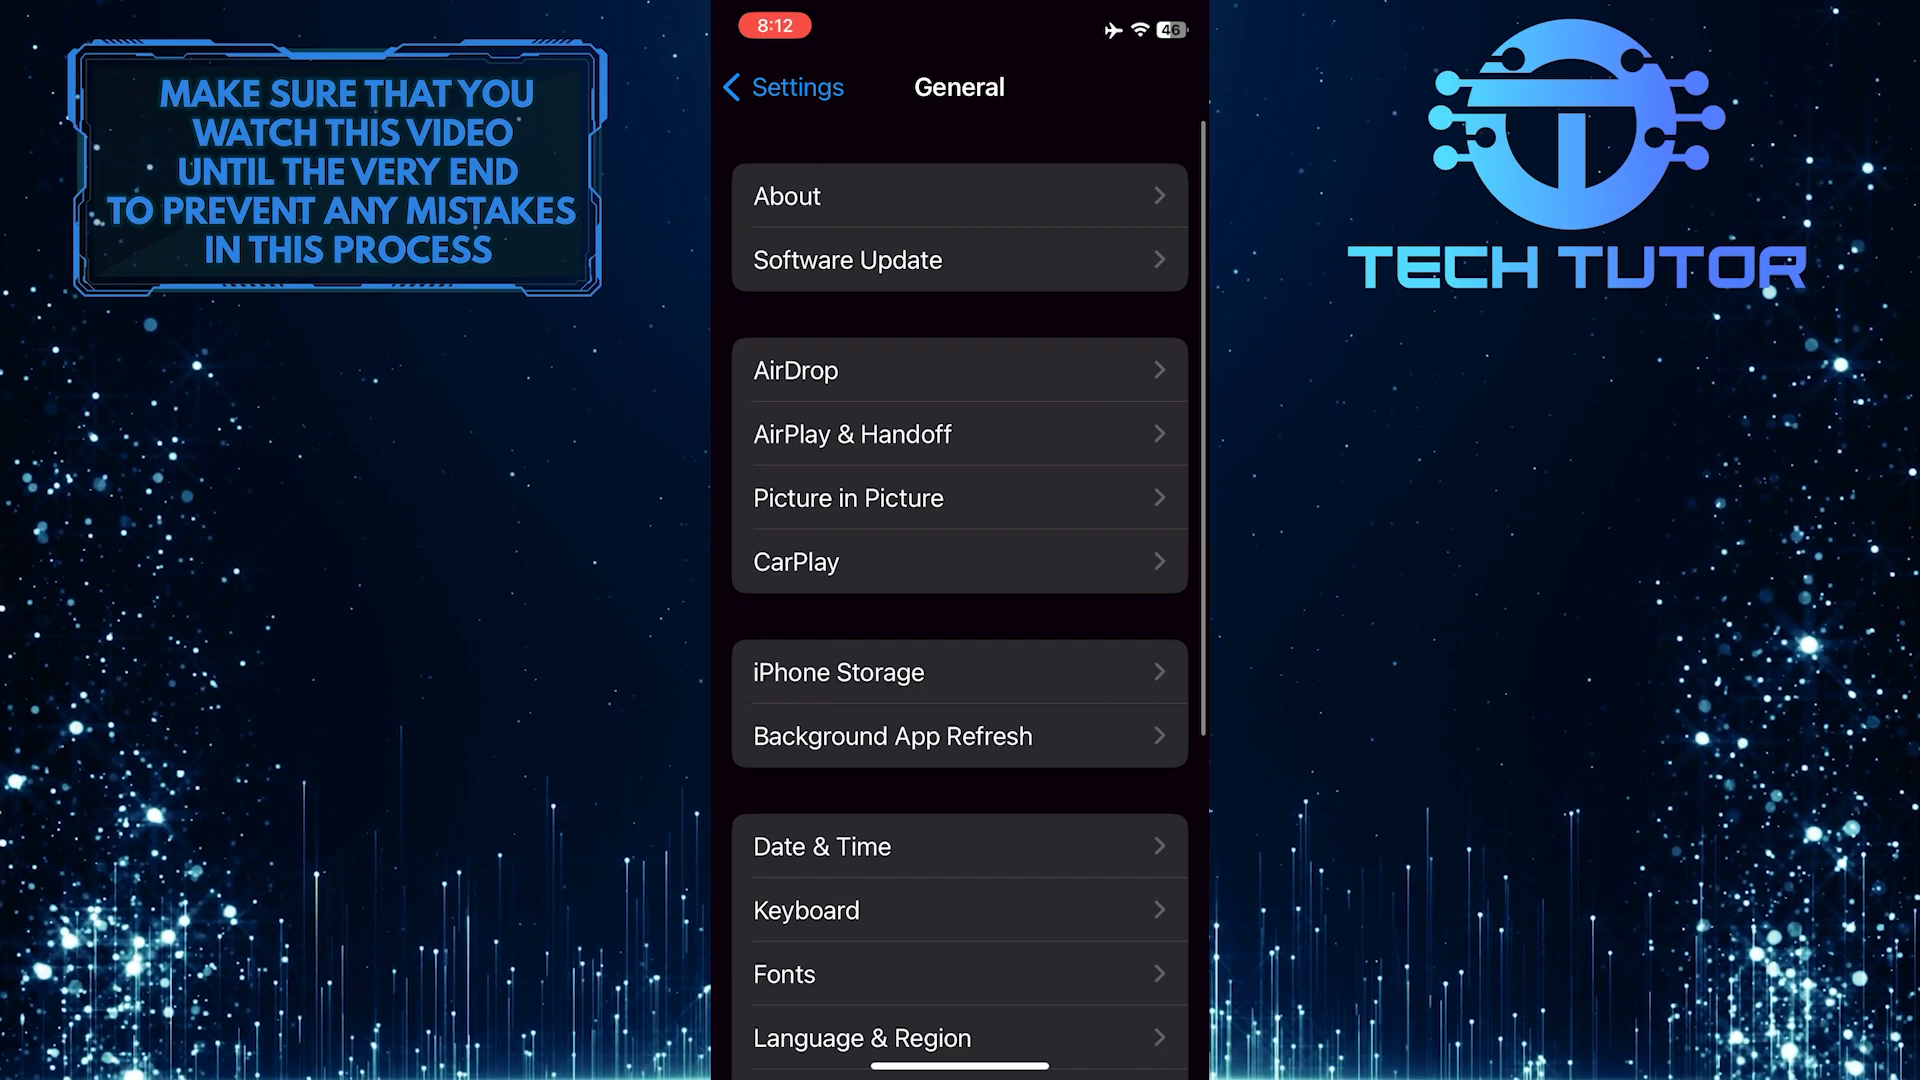 MAKE SURE THAT YOU
WATCH THIS VIDEO
UNTIL THE VERY END
TO PREVENT ANY MISTAKES
IN THIS PROCESS
8:12
46
Settings
General
About
Software Update
AirDrop
AirPlay & Handoff
Picture in Picture
CarPlay
iPhone Storage
Background App Refresh
Date & Time
Keyboard
Fonts
Language & Region
TECH TUTOR